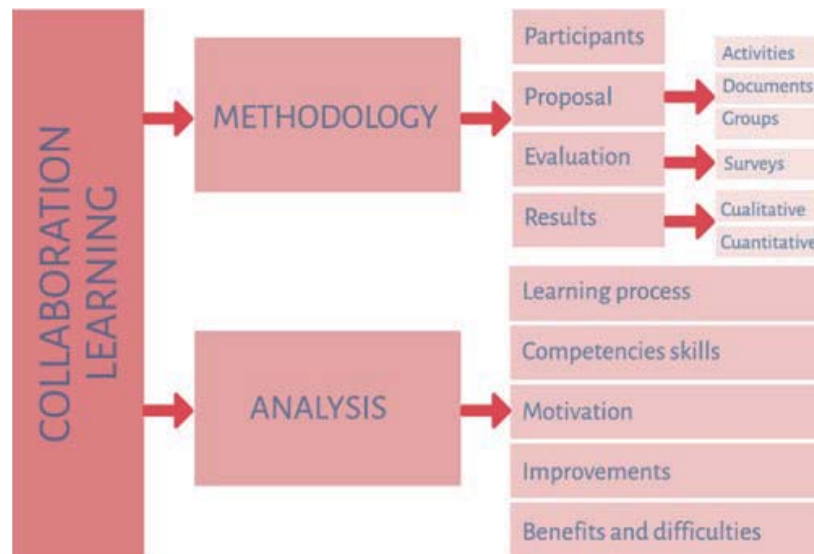 COLLABORATION
LEARNING
METHODOLOGY
Participants
Proposal
Evaluation
Results
Activities
Documents
Groups
Surveys
Cualitative
Cuantitative
ANALYSIS
Learning process
Competencies skills
Motivation
Improvements
Benefits and difficulties